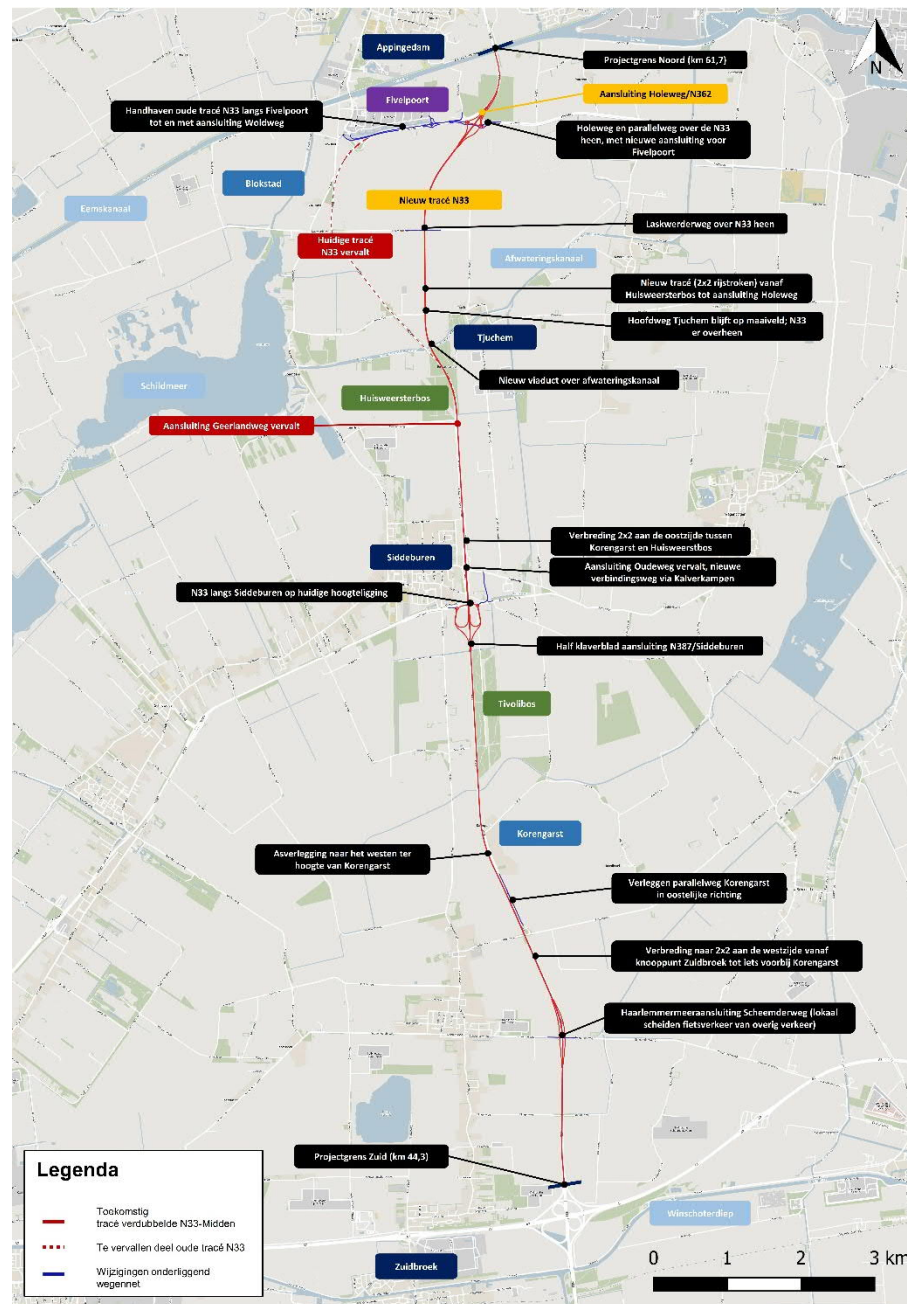 Appingedam
Projectgrens Noord (km 61,7)
N
Aansluiting Holeweg/N362
Fivelpoort
Handhaven oude tracé N33 langs Fivelpoort
tot en met aansluiting Woldweg
Holeweg en parallelweg over de N33
heen, met nieuwe aansluiting voor
Fivelpoort
Blokstad
Eemskanaal
Nieuw tracé N33
Laskwerderweg over N33 heen
Huidige tracé
N33 vervalt
Afwateringskanaal
Nieuw tracé (2x2 rijstroken) vanaf
Huisweersterbos tot aansluiting Holeweg
Hoofdweg Tjuchem blijft op maaiveld; N33
er overheen
Tjuchem
Nieuw viaduct over afwateringskanaal
Schildmeer
Huisweersterbos
Aansluiting Geerlandweg vervalt
Verbreding 2x2 aan de oostzijde tussen
Korengarst en Huisweerstbos
Siddeburen
Aansluiting Oudeweg vervalt, nieuwe
verbindingsweg via Kalverkampen
N33 langs Siddeburen op huidige hoogteligging
Half klaverblad aansluiting N387/Siddeburen
Tivolibos
Korengarst
Asverlegging naar het westen ter
hoogte van Korengarst
Verleggen parallelweg Korengarst
in oostelijke richting
Verbreding naar 2x2 aan de westzijde vanaf
knooppunt Zuidbroek tot iets voorbij Korengarst
Haarlemmermeeraansluiting Scheemderweg (lokaal
scheiden fietsverkeer van overig verkeer)
Projectgrens Zuid (km 44,3)
Legenda
Tookomstig
tracé verdubbelde N33-Midden
Te vervallen deel oude tracé N33
Wijzigingen onderliggend
wegennet
Winschoterdiep
Zuidbroek
0 1 2 3 km